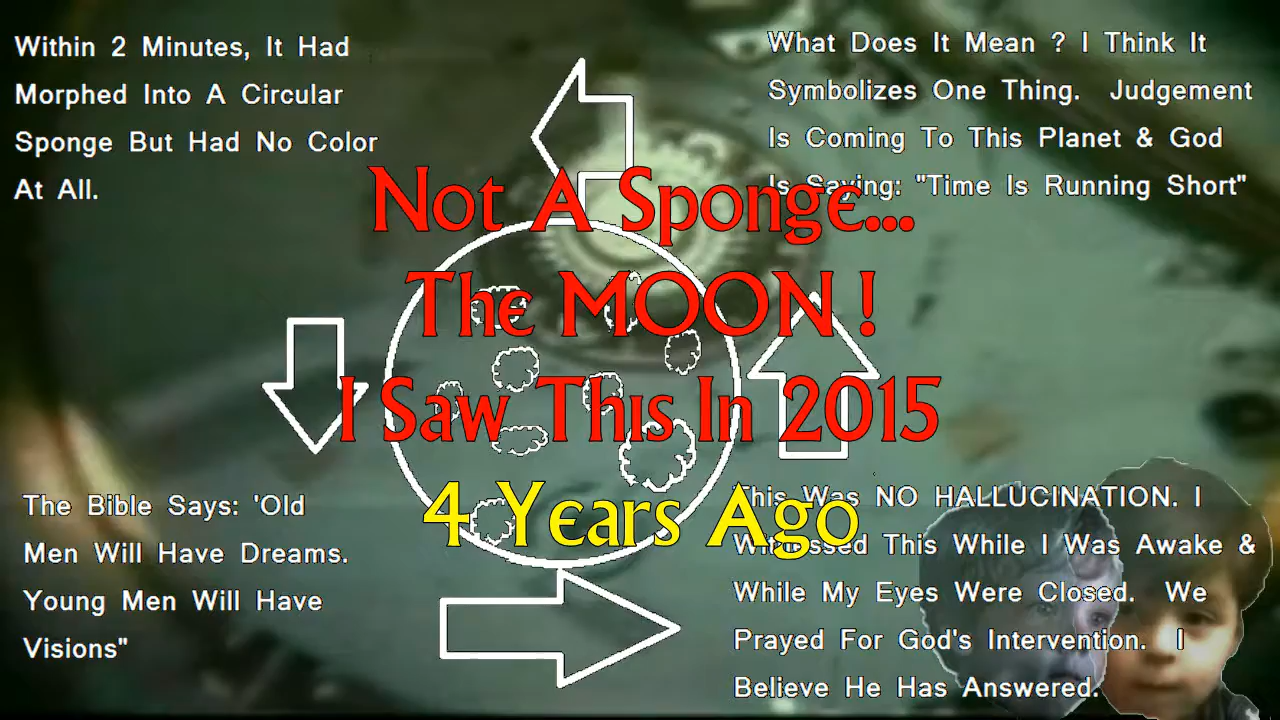 Within 2 Minutes, It Had
Morphed Into A Circular
Sponge But Had No Color
At All.
What Does It Mean ? I Think It
Symbolizes One Thing. Judgement
Is Coming To This Planet & God
Is Saying: "Time Is Running Short"
Not A Sponge...
The MOON !
I Saw This In 2015
4 Years Ago
The Bible Says: 'Old
Men Will Have Dreams.
Young Men Will Have
Visions"
This Was NO HALLUCINATION. I
Witnessed This While I Was Awake &
While My Eyes Were Closed. We
Prayed For God's Intervention. I
Believe He Has Answered.